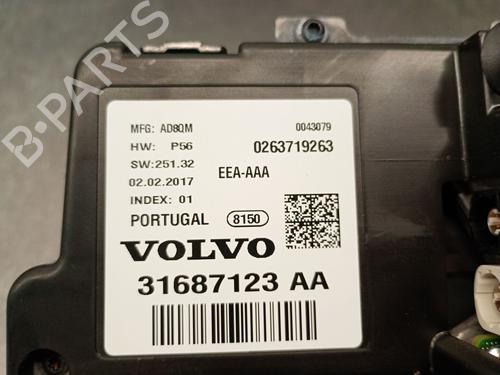 B-PARTS
MFG: AD8QM 0043079
HW: P56 0263719263
SW:251.32 EEA-AAA
02.02.2017
INDEX: 01
PORTUGAL 8150
VOLVO
31687123 AA